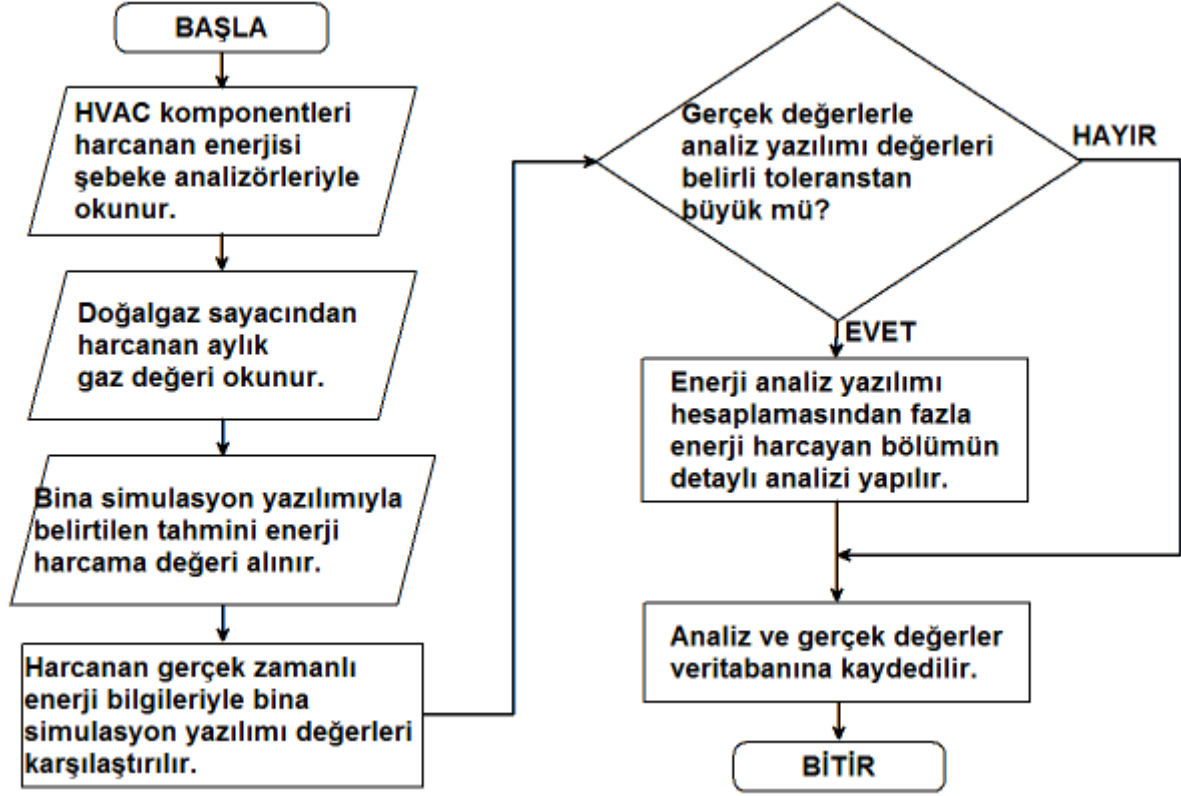 BAŞLA
HVAC komponentleri
harcanan enerjisi
şebeke analizörleriyle
okunur.
Doğalgaz sayacından
harcanan aylık
gaz değeri okunur.
Bina simulasyon yazılımıyla
belirtilen tahmini enerji
harcama değeri alınır.
Harcanan gerçek zamanlı
enerji bilgileriyle bina
simulasyon yazılımı değerleri
karşılaştırılır.
Gerçek değerlerle
analiz yazılımı değerleri
belirli toleranstan
büyük mü?
HAYIR
EVET
Enerji analiz yazılımı
hesaplamasından fazla
enerji harcayan bölümün
detaylı analizi yapılır.
Analiz ve gerçek değerler
veritabanına kaydedilir.
BİTİR